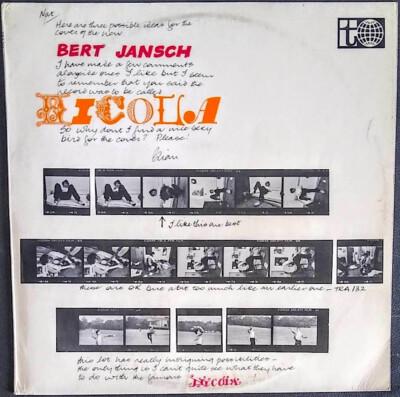 Nat
Here are three possible ideas for the
cover of the new
BERT JANSCH
I have made a few comments
alongside ones I like but I seem
to remember that you said the
record was to be called
NICOLA
So why dont I find a nice sexy
bird for the cover? Please!
Brian
↑ I like this one best
these are OK but a bit too much like an earlier one - TRA 132
this lot has really intriguing possibilities -
the only thing is I can't quite see what they have
to do with the famous